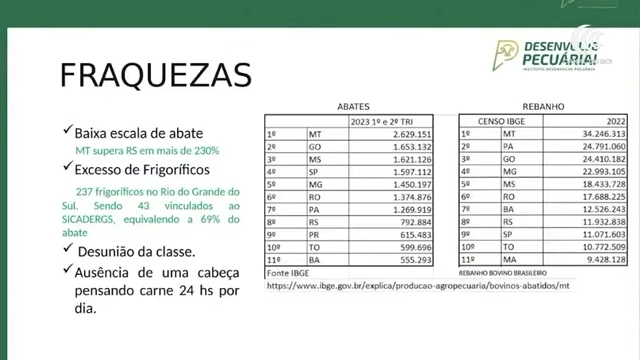 DESENVOLVE
PECUÁRIA!
INSTITUTO DESENVOLVE PECUÁRIA
FRAQUEZAS
Baixa escala de abate
MT supera RS em mais de 230%
Excesso de Frigoríficos
237 frigoríficos no Rio do Grande do
Sul. Sendo 43 vinculados ao
SICADERGS, equivalendo a 69% do
abate
Desunião da classe.
Ausência de uma cabeça
pensando carne 24 hs por
dia.
ABATES
2023 1º e 2º TRI
1º MT 2.629.151
2º GO 1.653.132
3º MS 1.621.126
4º SP 1.597.112
5º MG 1.450.197
6º RO 1.374.876
7º PA 1.269.919
8º RS 792.884
9º PR 615.483
10º TO 599.696
11º BA 555.293
Fonte IBGE
REBANHO
CENSO IBGE 2022
1º MT 34.246.313
2º PA 24.791.060
3º GO 24.410.182
4º MG 22.993.105
5º MS 18.433.728
6º RO 17.688.225
7º BA 12.526.243
8º RS 11.932.838
9º SP 11.071.603
10º TO 10.772.509
11º MA 9.428.128
REBANHO BOVINO BRASILEIRO
https://www.ibge.gov.br/explica/producao-agropecuaria/bovinos-abatidos/mt